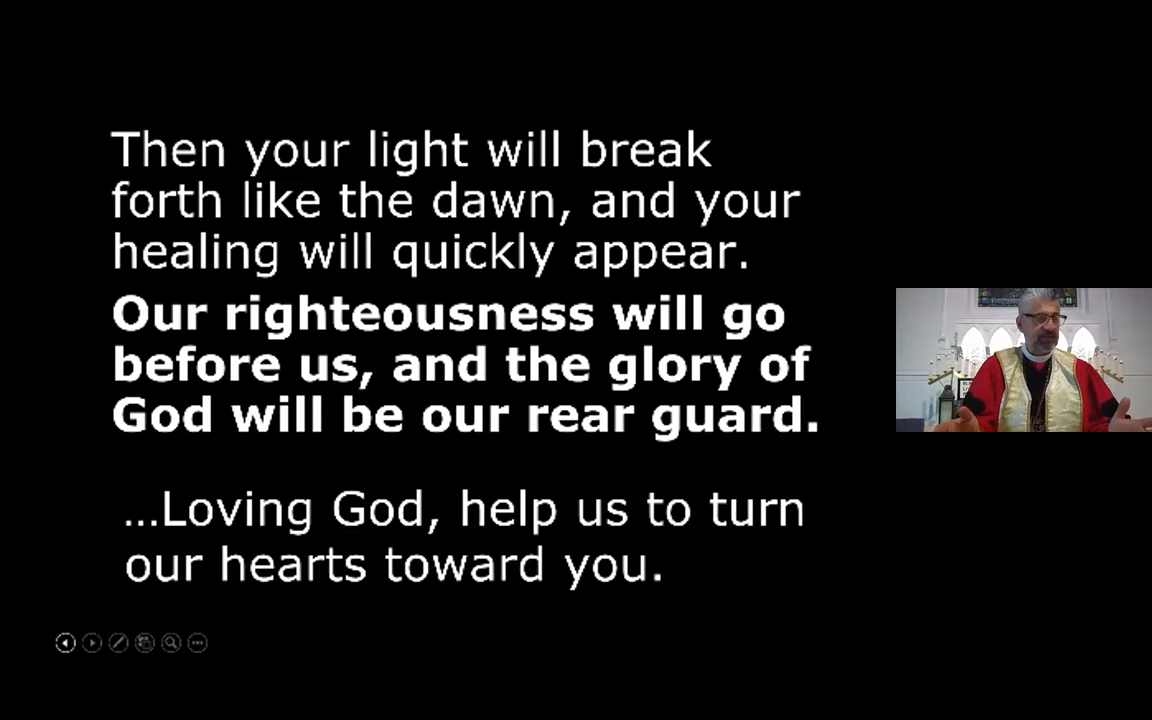 Then your light will break
forth like the dawn, and your
healing will quickly appear.
Our righteousness will go
before us, and the glory of
God will be our rear guard.
...Loving God, help us to turn
our hearts toward you.